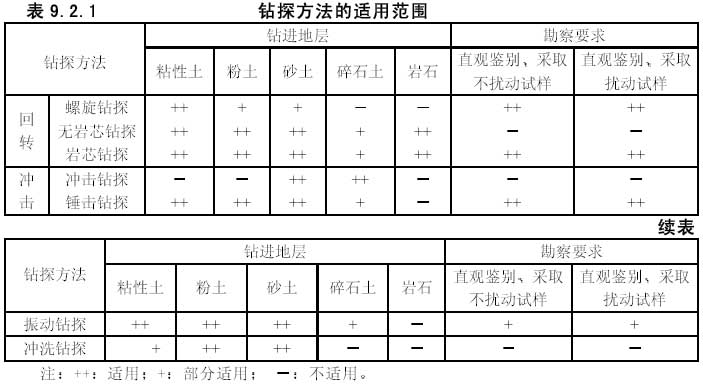 表 9.2.1 钻探方法的适用范围
钻探方法 钻进地层 勘察要求
粘性土 粉土 砂土 碎石土 岩石 直观鉴别、采取不扰动试样 直观鉴别、采取扰动试样
回转 螺旋钻探 ++ + + － － ++ ++
无岩芯钻探 ++ ++ ++ + ++ － －
岩芯钻探 ++ ++ ++ + ++ ++ ++
冲击 冲击钻探 － － ++ ++ － － －
锤击钻探 ++ ++ ++ + － ++ ++
续表
钻探方法 钻进地层 勘察要求
粘性土 粉土 砂土 碎石土 岩石 直观鉴别、采取不扰动试样 直观鉴别、采取扰动试样
振动钻探 ++ ++ ++ + － + +
冲洗钻探 + ++ ++ － － － －
注：++：适用；+：部分适用； －：不适用。